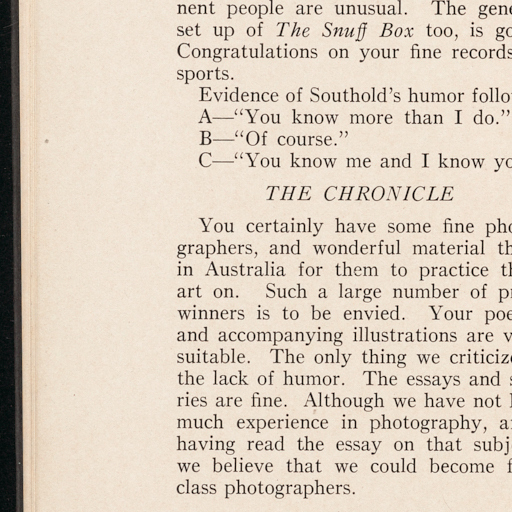 nent people are unusual. The gene
set up of The Snuff Box too, is go
Congratulations on your fine records
sports.
Evidence of Southold's humor follo
A—“You know more than I do.”
B—“Of course.”
C—“You know me and I know yo
THE CHRONICLE
You certainly have some fine pho
graphers, and wonderful material th
in Australia for them to practice th
art on. Such a large number of pr
winners is to be envied. Your poe
and accompanying illustrations are v
suitable. The only thing we criticize
the lack of humor. The essays and s
ries are fine. Although we have not
much experience in photography, a
having read the essay on that subj
we believe that we could become f
class photographers.